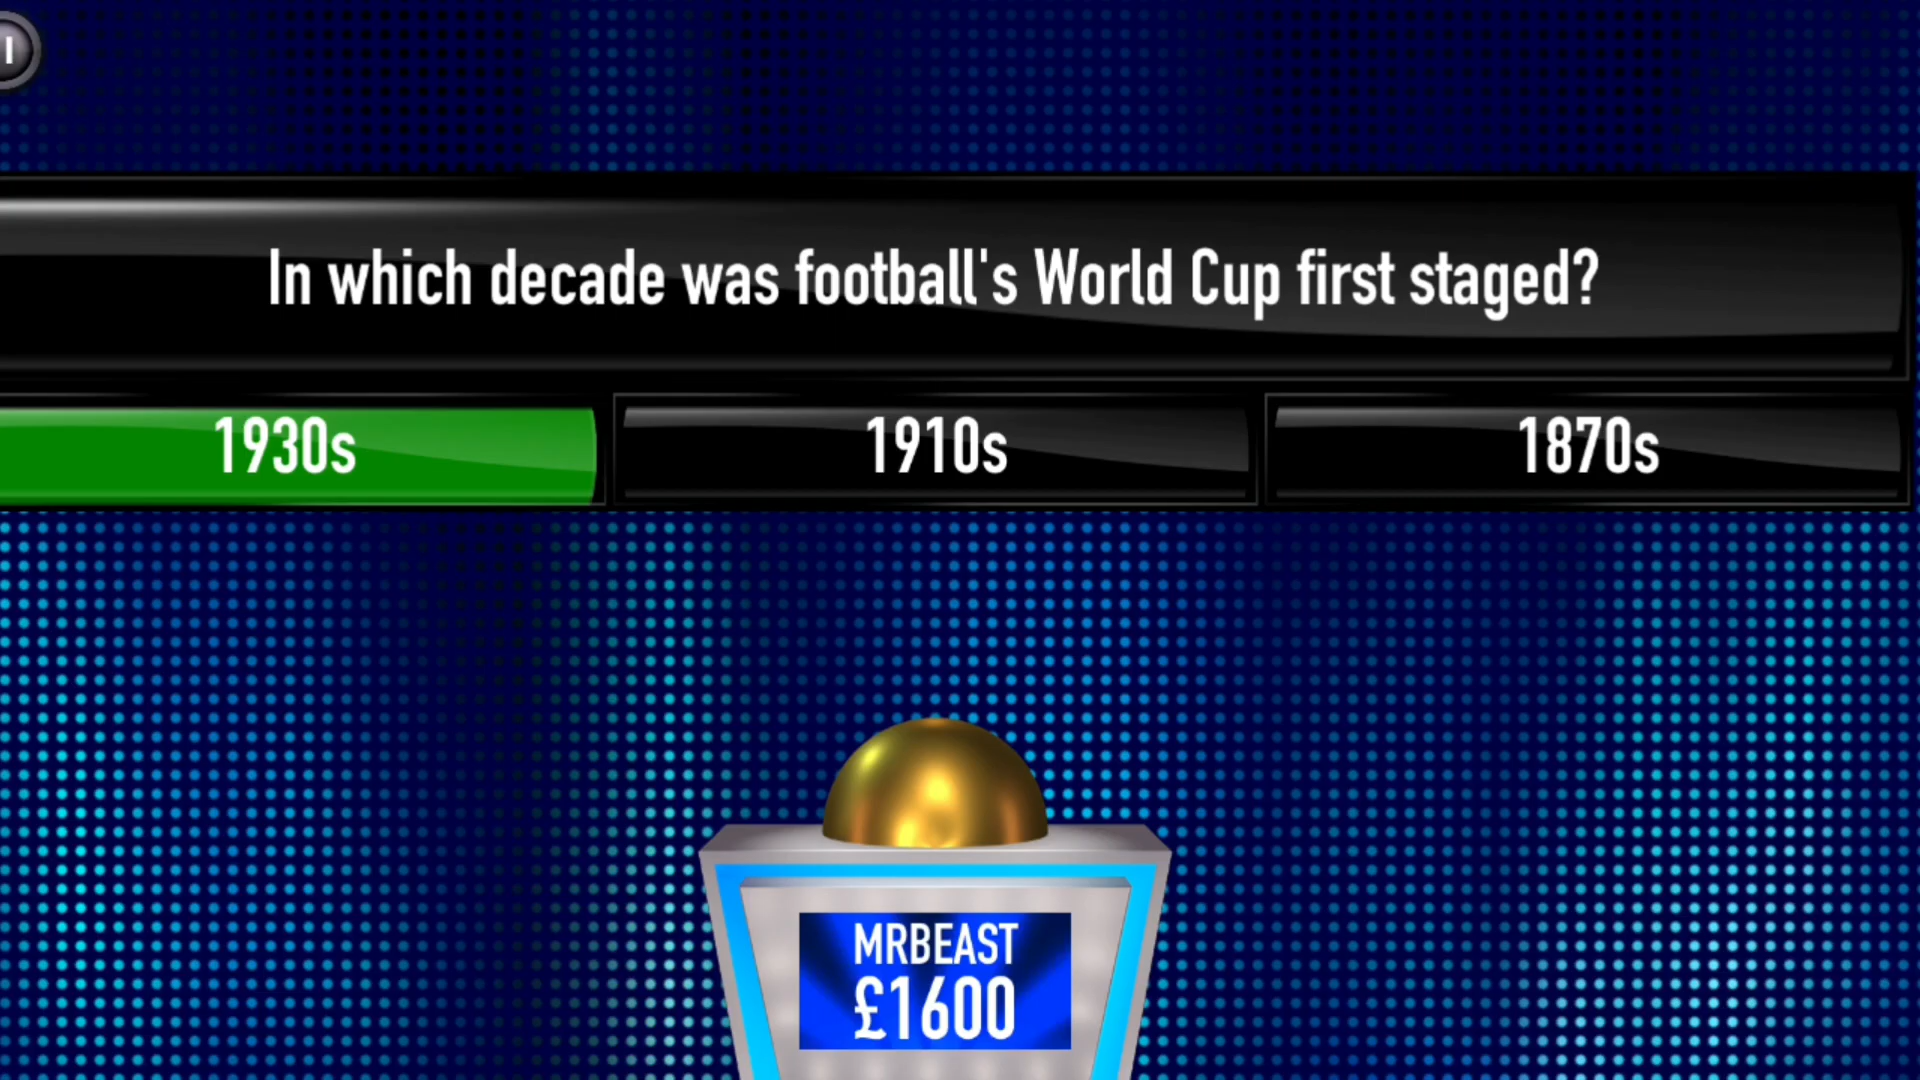 In which decade was football's World Cup first staged?
1930s
1910s
1870s
MRBEAST
£1600